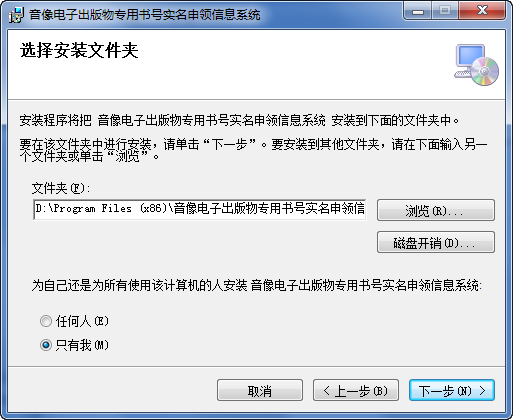 音像电子出版物专用书号实名申领信息系统
选择安装文件夹
安装程序将把 音像电子出版物专用书号实名申领信息系统 安装到下面的文件夹中。
要在该文件夹中进行安装，请单击“下一步”。要安装到其他文件夹，请在下面输入另一
个文件夹或单击“浏览”。
文件夹(F):
D:\Program Files (x86)\音像电子出版物专用书号实名申领信
浏览(R)...
磁盘开销(D)...
为自己还是为所有使用该计算机的人安装 音像电子出版物专用书号实名申领信息系统:
任何人(E)
只有我(M)
取消
< 上一步(B)
下一步(N) >